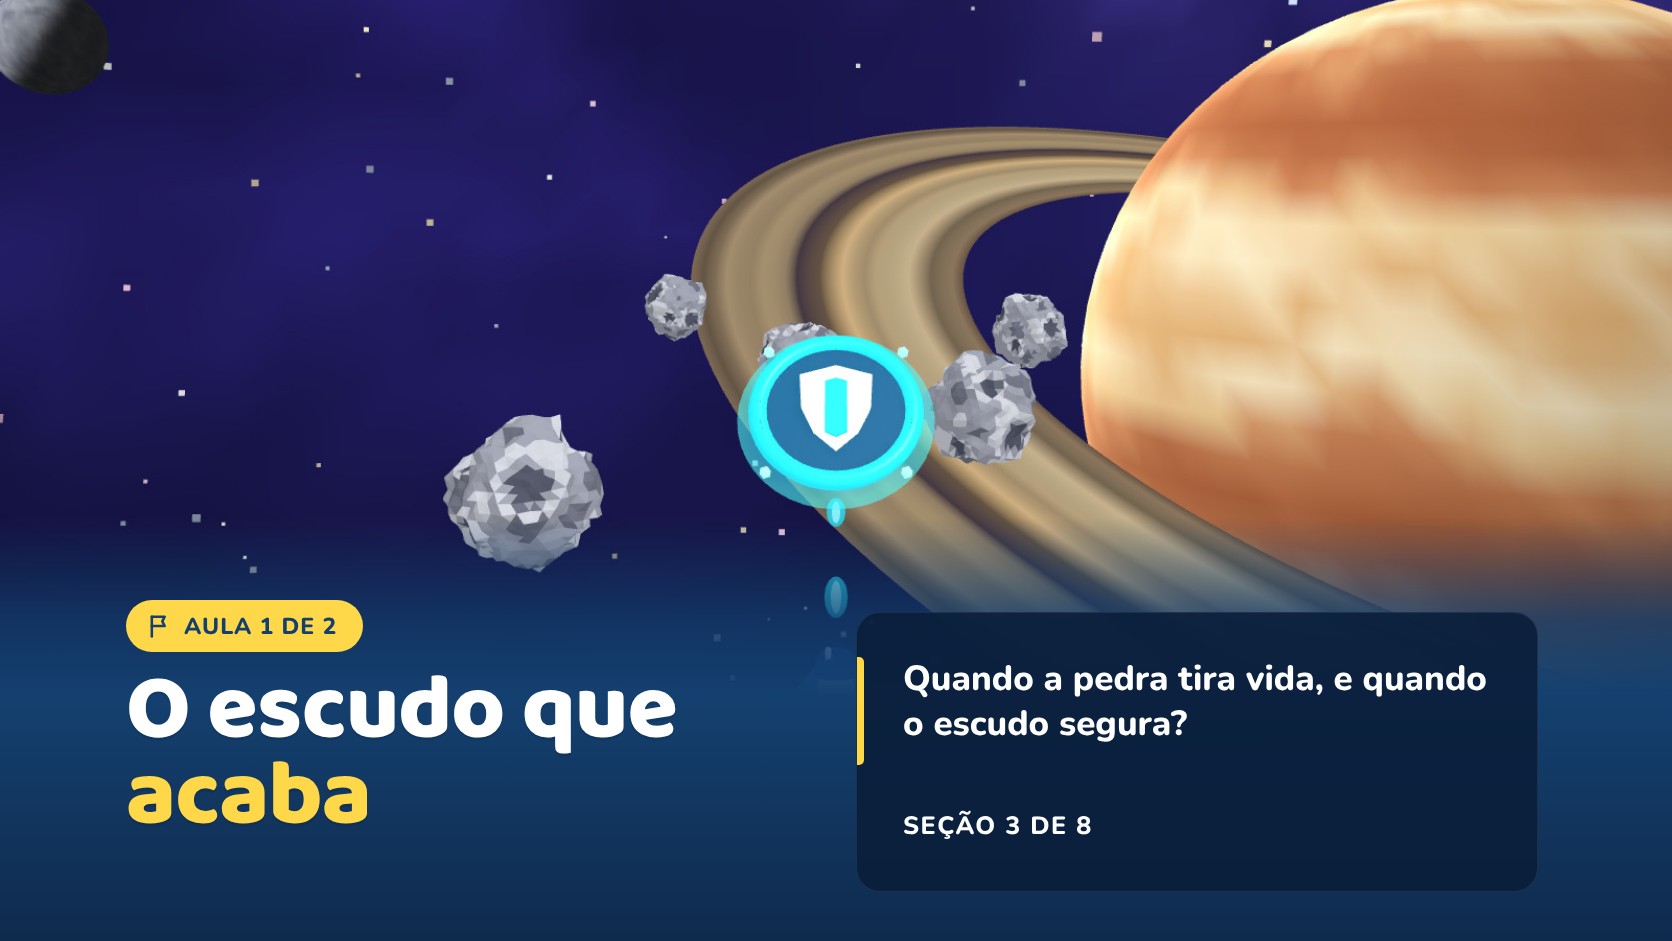 AULA 1 DE 2
O escudo que
acaba
Quando a pedra tira vida, e quando
o escudo segura?
SEÇÃO 3 DE 8